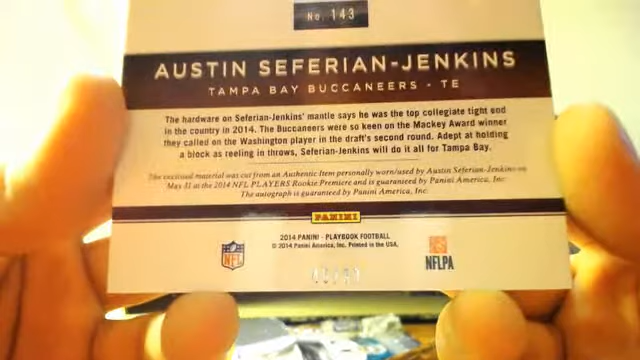 No. 143
AUSTIN SEFERIAN-JENKINS
TAMPA BAY BUCCANEERS - TE
The hardware on Seferian-Jenkins' mantle says he was the top collegiate tight end
in the country in 2014. The Buccaneers were so keen on the Mackey Award winner
they called on the Washington player in the draft's second round. Adept at holding
a block as reeling in throws, Seferian-Jenkins will do it all for Tampa Bay.
The enclosed material was cut from an Authentic Item personally worn/used by Austin Seferian-Jenkins on
May 31 at the 2014 NFL PLAYERS Rookie Premiere and is guaranteed by Panini America, Inc.
The autograph is guaranteed by Panini America, Inc.
PANINI
2014 PANINI - PLAYBOOK FOOTBALL
© 2014 Panini America, Inc. Printed in the USA.
NFL
NFLPA